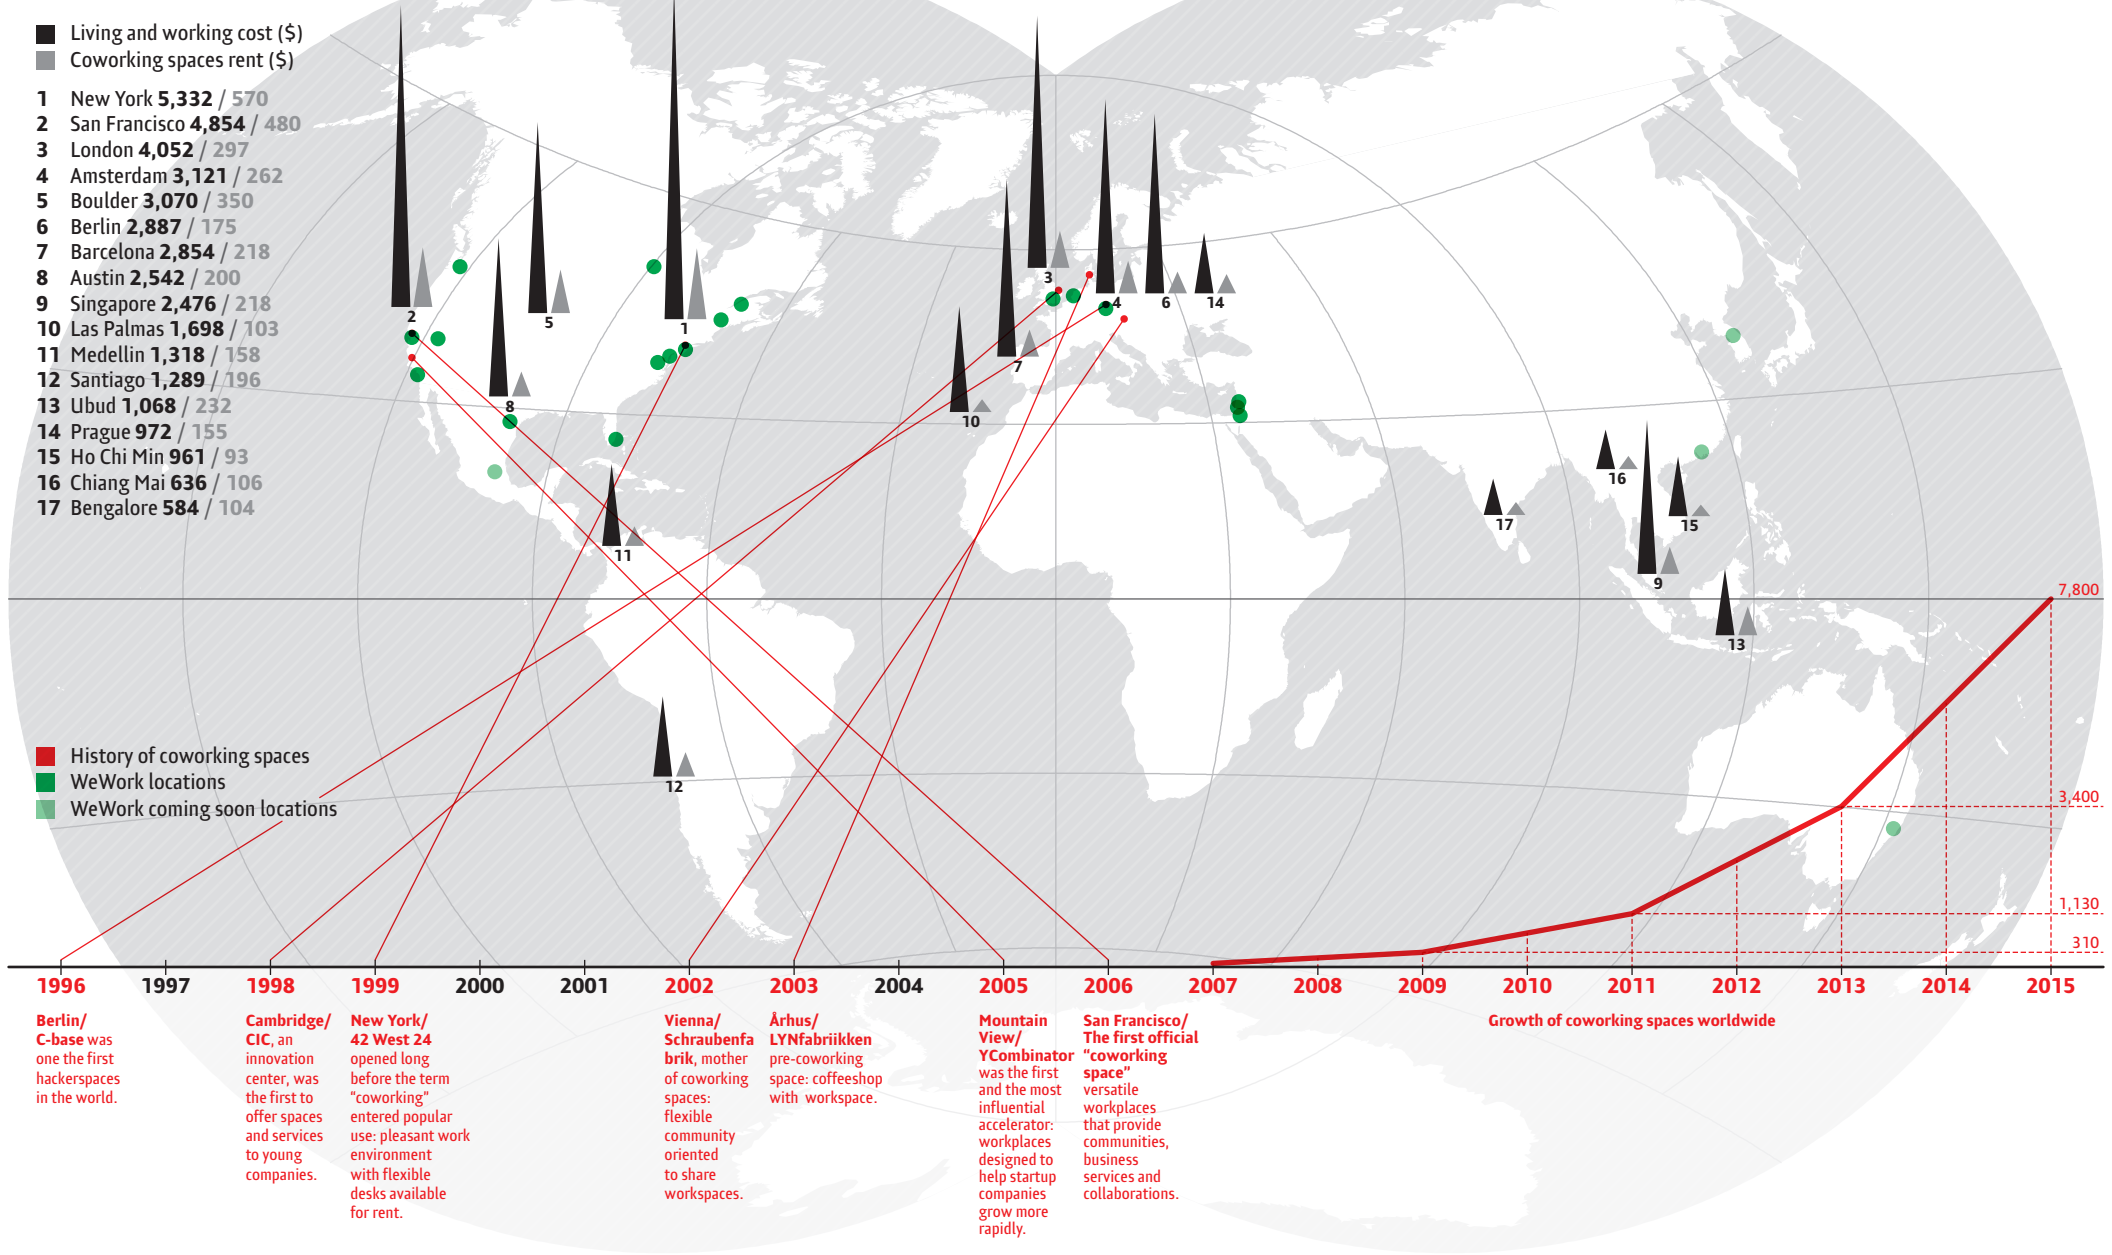 Living and working cost ($)
Coworking spaces rent ($)
1 New York 5,332 / 570
2 San Francisco 4,854 / 480
3 London 4,052 / 297
4 Amsterdam 3,121 / 262
5 Boulder 3,070 / 350
6 Berlin 2,887 / 175
7 Barcelona 2,854 / 218
8 Austin 2,542 / 200
9 Singapore 2,476 / 218
10 Las Palmas 1,698 / 103
11 Medellin 1,318 / 158
12 Santiago 1,289 / 196
13 Ubud 1,068 / 232
14 Prague 972 / 155
15 Ho Chi Min 961 / 93
16 Chiang Mai 636 / 106
17 Bengalore 584 / 104
2
5
1
8
11
12
3
4
6
14
7
10
17
16
15
9
13
History of coworking spaces
WeWork locations
WeWork coming soon locations
7,800
3,400
1,130
310
1996 1997 1998 1999 2000 2001 2002 2003 2004 2005 2006 2007 2008 2009 2010 2011 2012 2013 2014 2015
Berlin/
C-base was
one the first
hackerspaces
in the world.
Cambridge/
CIC, an
innovation
center, was
the first to
offer spaces
and services
to young
companies.
New York/
42 West 24
opened long
before the term
“coworking”
entered popular
use: pleasant work
environment
with flexible
desks available
for rent.
Vienna/
Schraubenfa
brik, mother
of coworking
spaces:
flexible
community
oriented
to share
workspaces.
Århus/
LYNfabriikken
pre-coworking
space: coffeeshop
with workspace.
Mountain
View/
YCombinator
was the first
and the most
influential
accelerator:
workplaces
designed to
help startup
companies
grow more
rapidly.
San Francisco/
The first official
“coworking
space”
versatile
workplaces
that provide
communities,
business
services and
collaborations.
Growth of coworking spaces worldwide